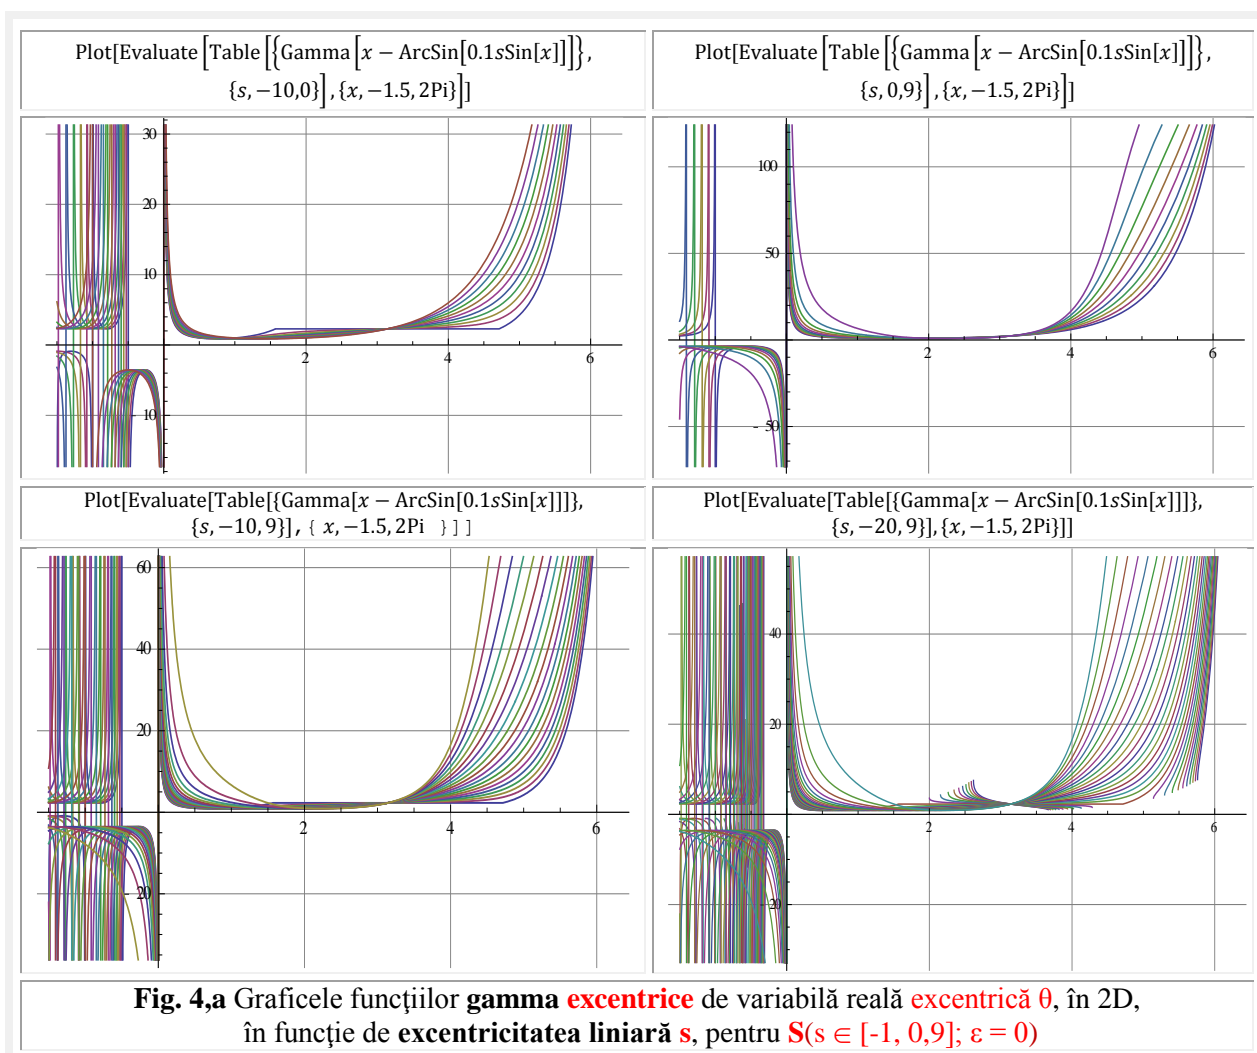 Plot[Evaluate[Table[{Gamma[x − ArcSin[0.1sSin[x]]]},
{s, −10,0}], {x, −1.5, 2Pi}]]
Plot[Evaluate[Table[{Gamma[x − ArcSin[0.1sSin[x]]]},
{s, 0,9}], {x, −1.5, 2Pi}]]
30
20
10
10
2
4
6
100
50
- 50
2
4
6
Plot[Evaluate[Table[{Gamma[x − ArcSin[0.1sSin[x]]]},
{s, −10,9}], { x, −1.5, 2Pi }]]
Plot[Evaluate[Table[{Gamma[x − ArcSin[0.1sSin[x]]]},
{s, −20, 9}], {x, −1.5, 2Pi}]]
60
40
20
20
2
4
6
40
20
20
2
4
6
Fig. 4,a Graficele funcţiilor gamma excentrice de variabilă reală excentrică θ, în 2D,
în funcţie de excentricitatea liniară s, pentru S(s ∈ [-1, 0,9]; ε = 0)